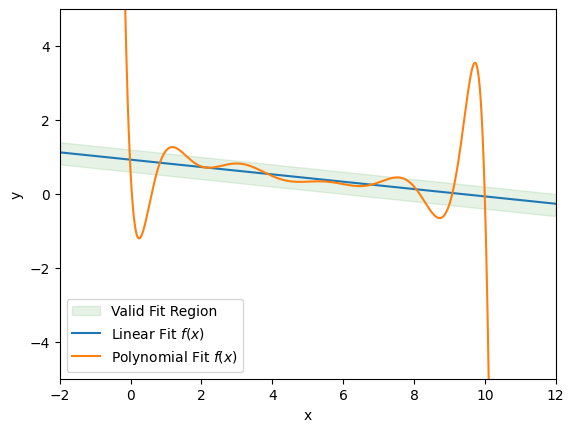 4
2
0
−2
−4
y
Valid Fit Region
Linear Fit f(x)
Polynomial Fit f(x)
−2 0 2 4 6 8 10 12
x